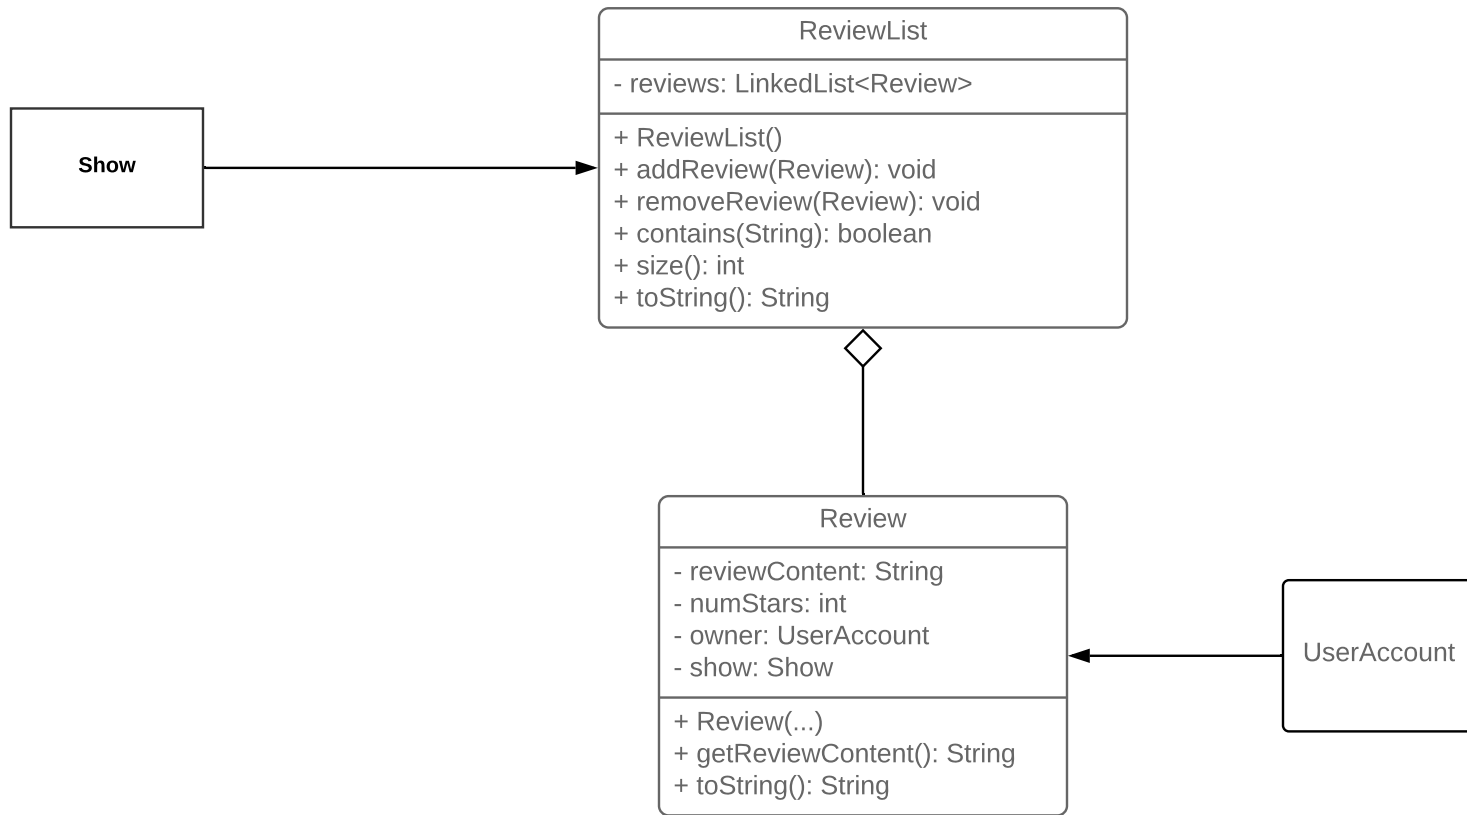 ReviewList
- reviews: LinkedList<Review>
+ ReviewList()
+ addReview(Review): void
+ removeReview(Review): void
+ contains(String): boolean
+ size(): int
+ toString(): String
Show
Review
- reviewContent: String
- numStars: int
- owner: UserAccount
- show: Show
+ Review(...)
+ getReviewContent(): String
+ toString(): String
UserAccount